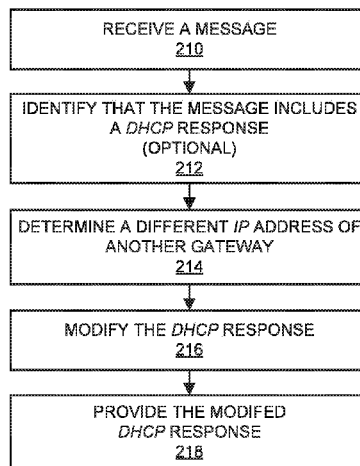 RECEIVE A MESSAGE
210
IDENTIFY THAT THE MESSAGE INCLUDES
A DHCP RESPONSE
(OPTIONAL)
212
DETERMINE A DIFFERENT IP ADDRESS OF
ANOTHER GATEWAY
214
MODIFY THE DHCP RESPONSE
216
PROVIDE THE MODIFED
DHCP RESPONSE
218